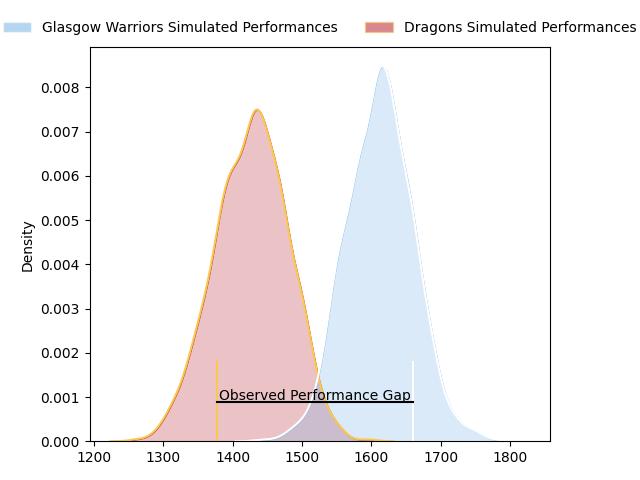 Glasgow Warriors Simulated Performances Dragons Simulated Performances
0.008
0.007
0.006
0.005
0.004
0.003
0.002
0.001
0.000
Density
Observed Performance Gap
1200 1300 1400 1500 1600 1700 1800